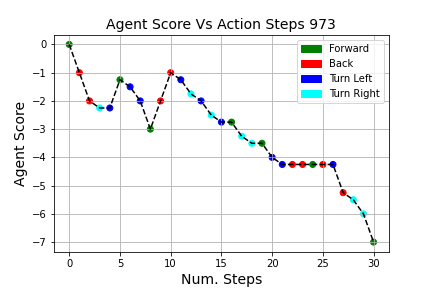 Agent Score Vs Action Steps 973
Forward
Back
Turn Left
Turn Right
Agent Score
0
−1
−2
−3
−4
−5
−6
−7
0 5 10 15 20 25 30
Num. Steps